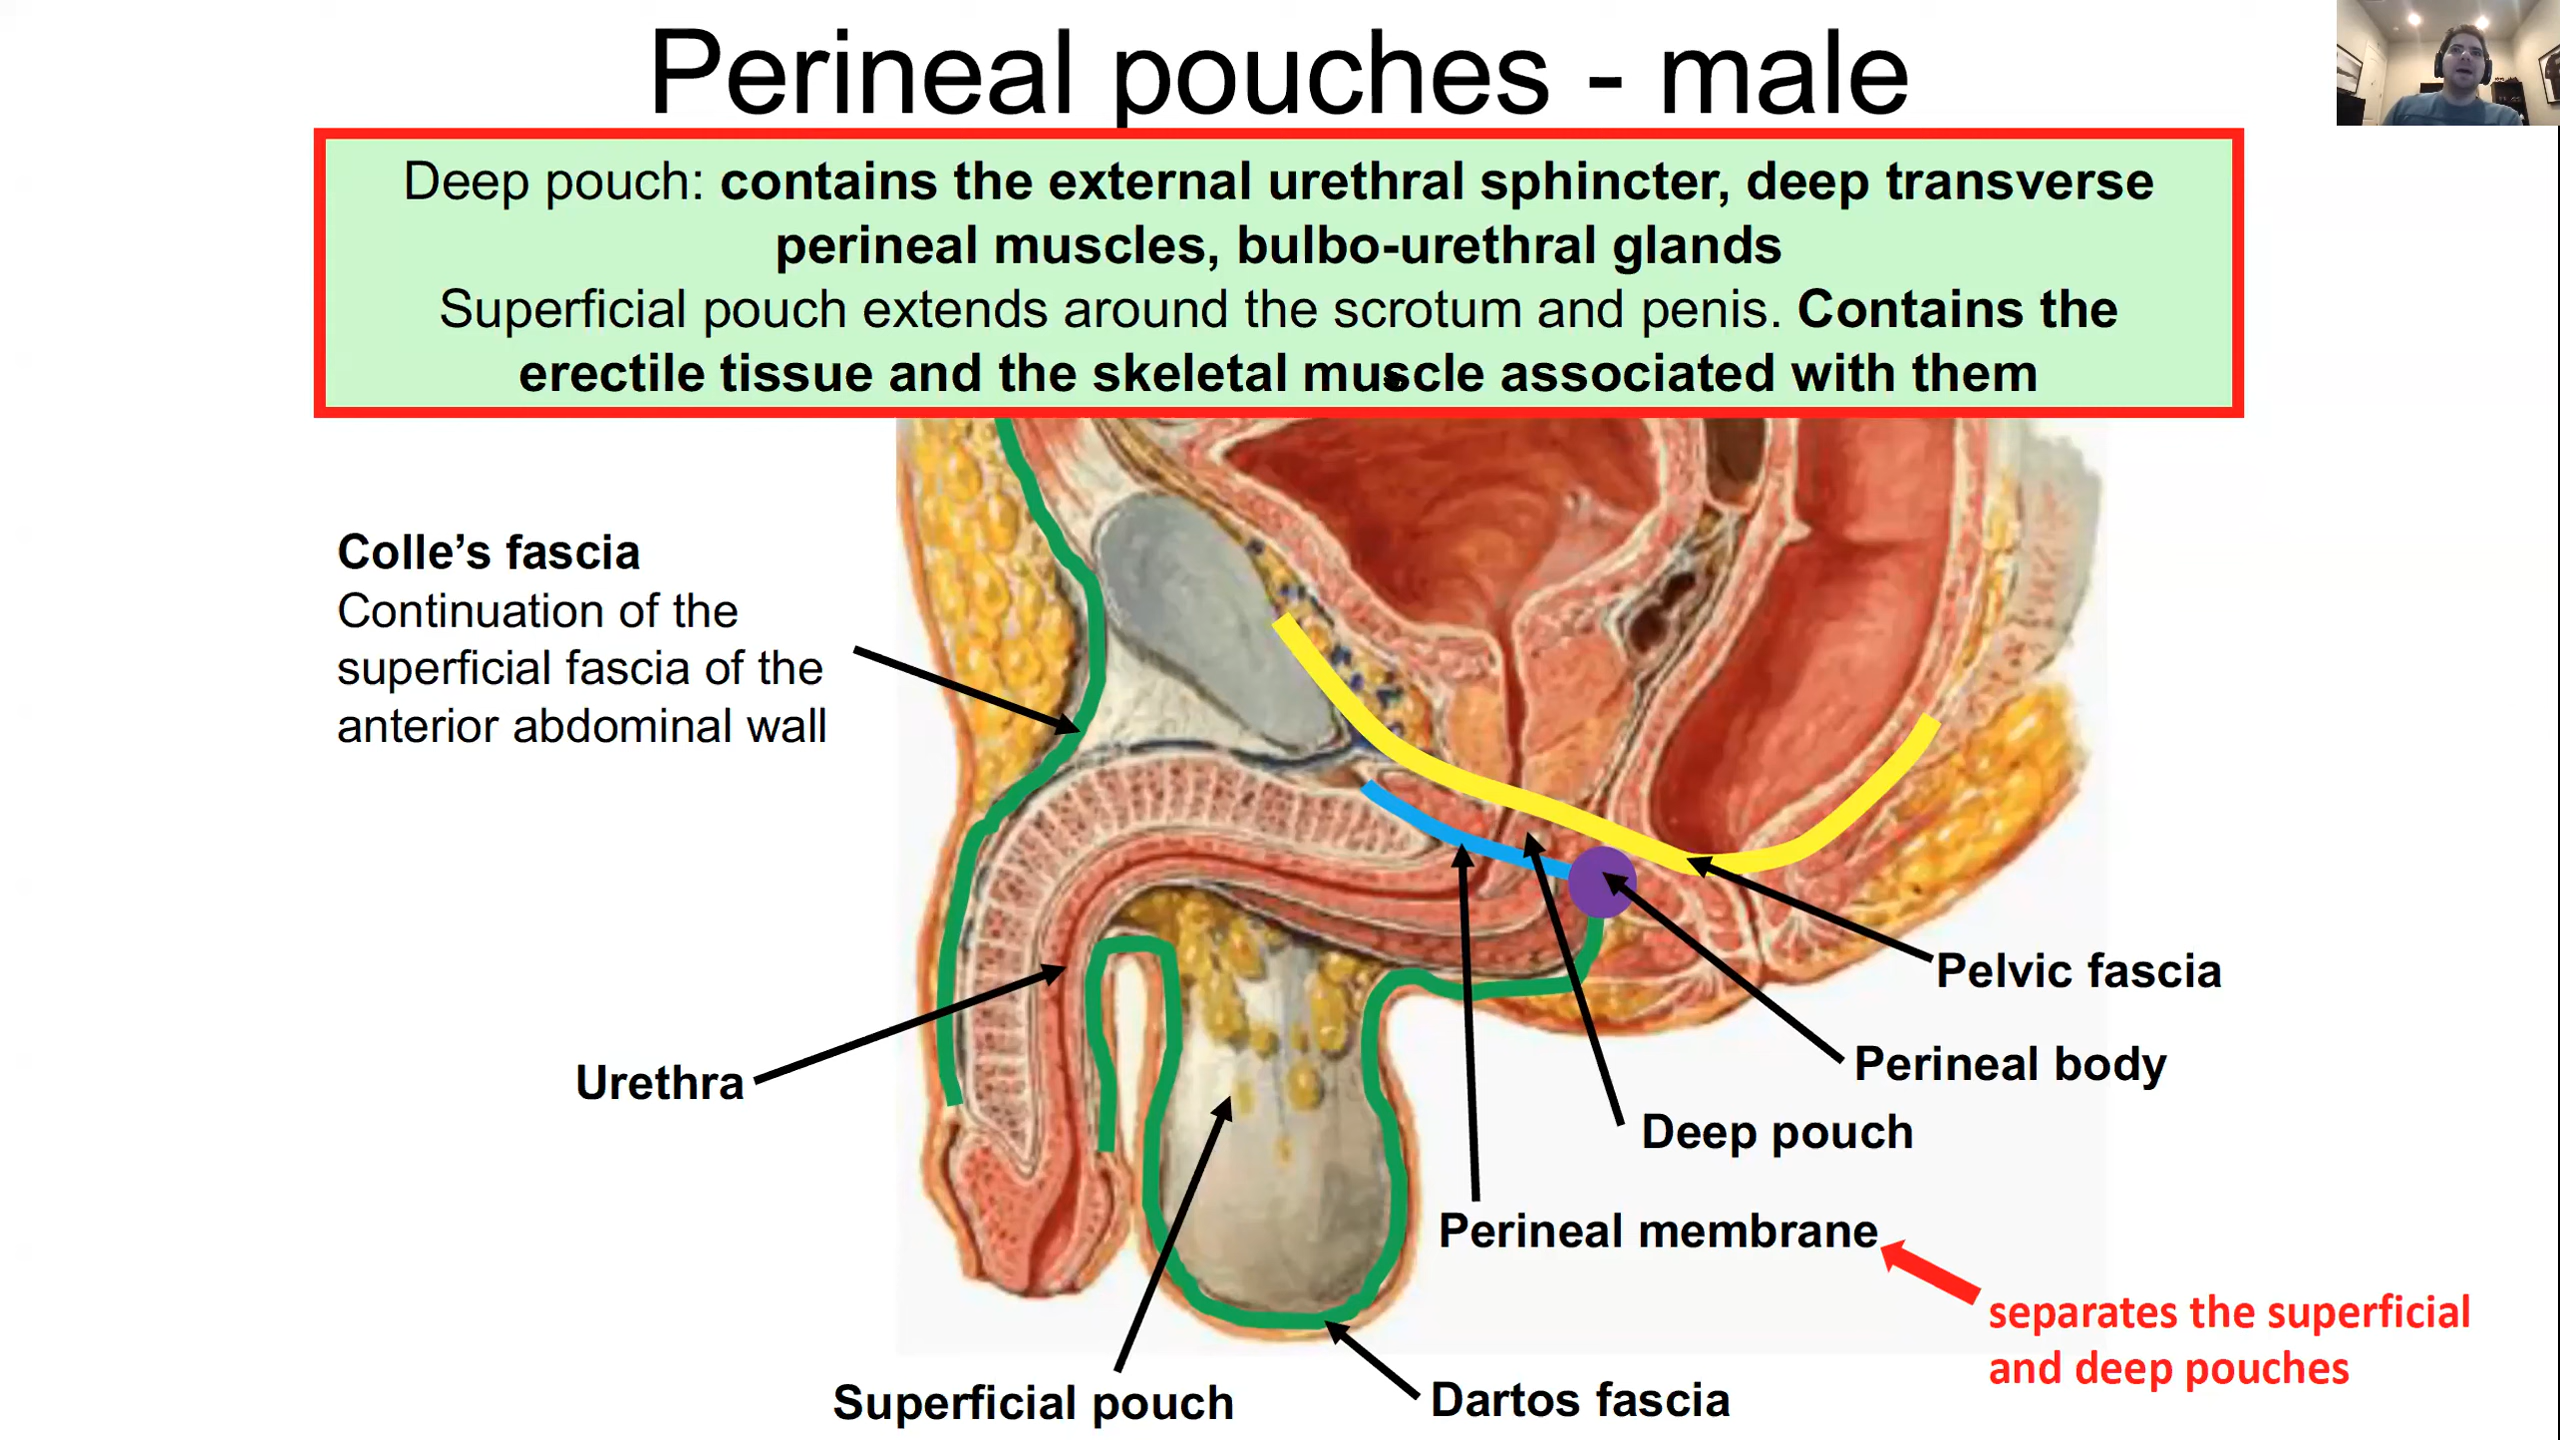 Perineal pouches - male
Deep pouch: contains the external urethral sphincter, deep transverse
perineal muscles, bulbo-urethral glands
Superficial pouch extends around the scrotum and penis. Contains the
erectile tissue and the skeletal muscle associated with them
Colle’s fascia
Continuation of the
superficial fascia of the
anterior abdominal wall
Urethra
Superficial pouch
Dartos fascia
Perineal membrane
Deep pouch
Perineal body
Pelvic fascia
separates the superficial
and deep pouches